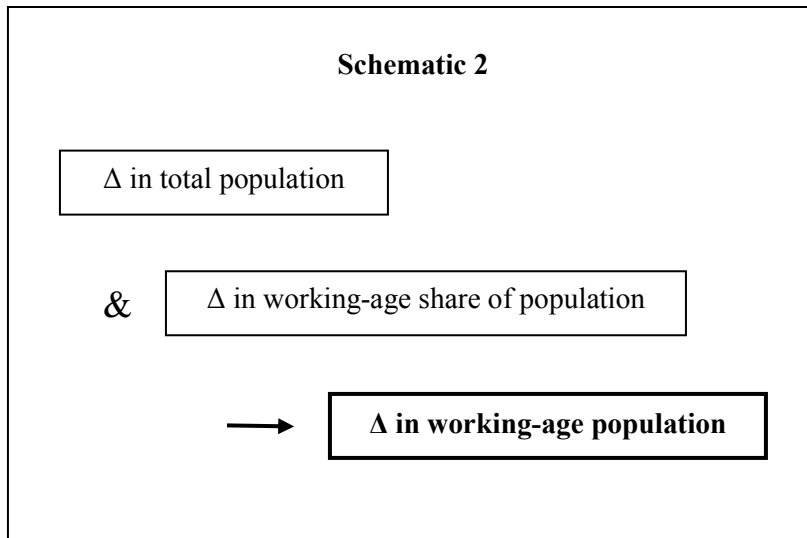 Schematic 2
Δ in total population
& Δ in working-age share of population
Δ in working-age population